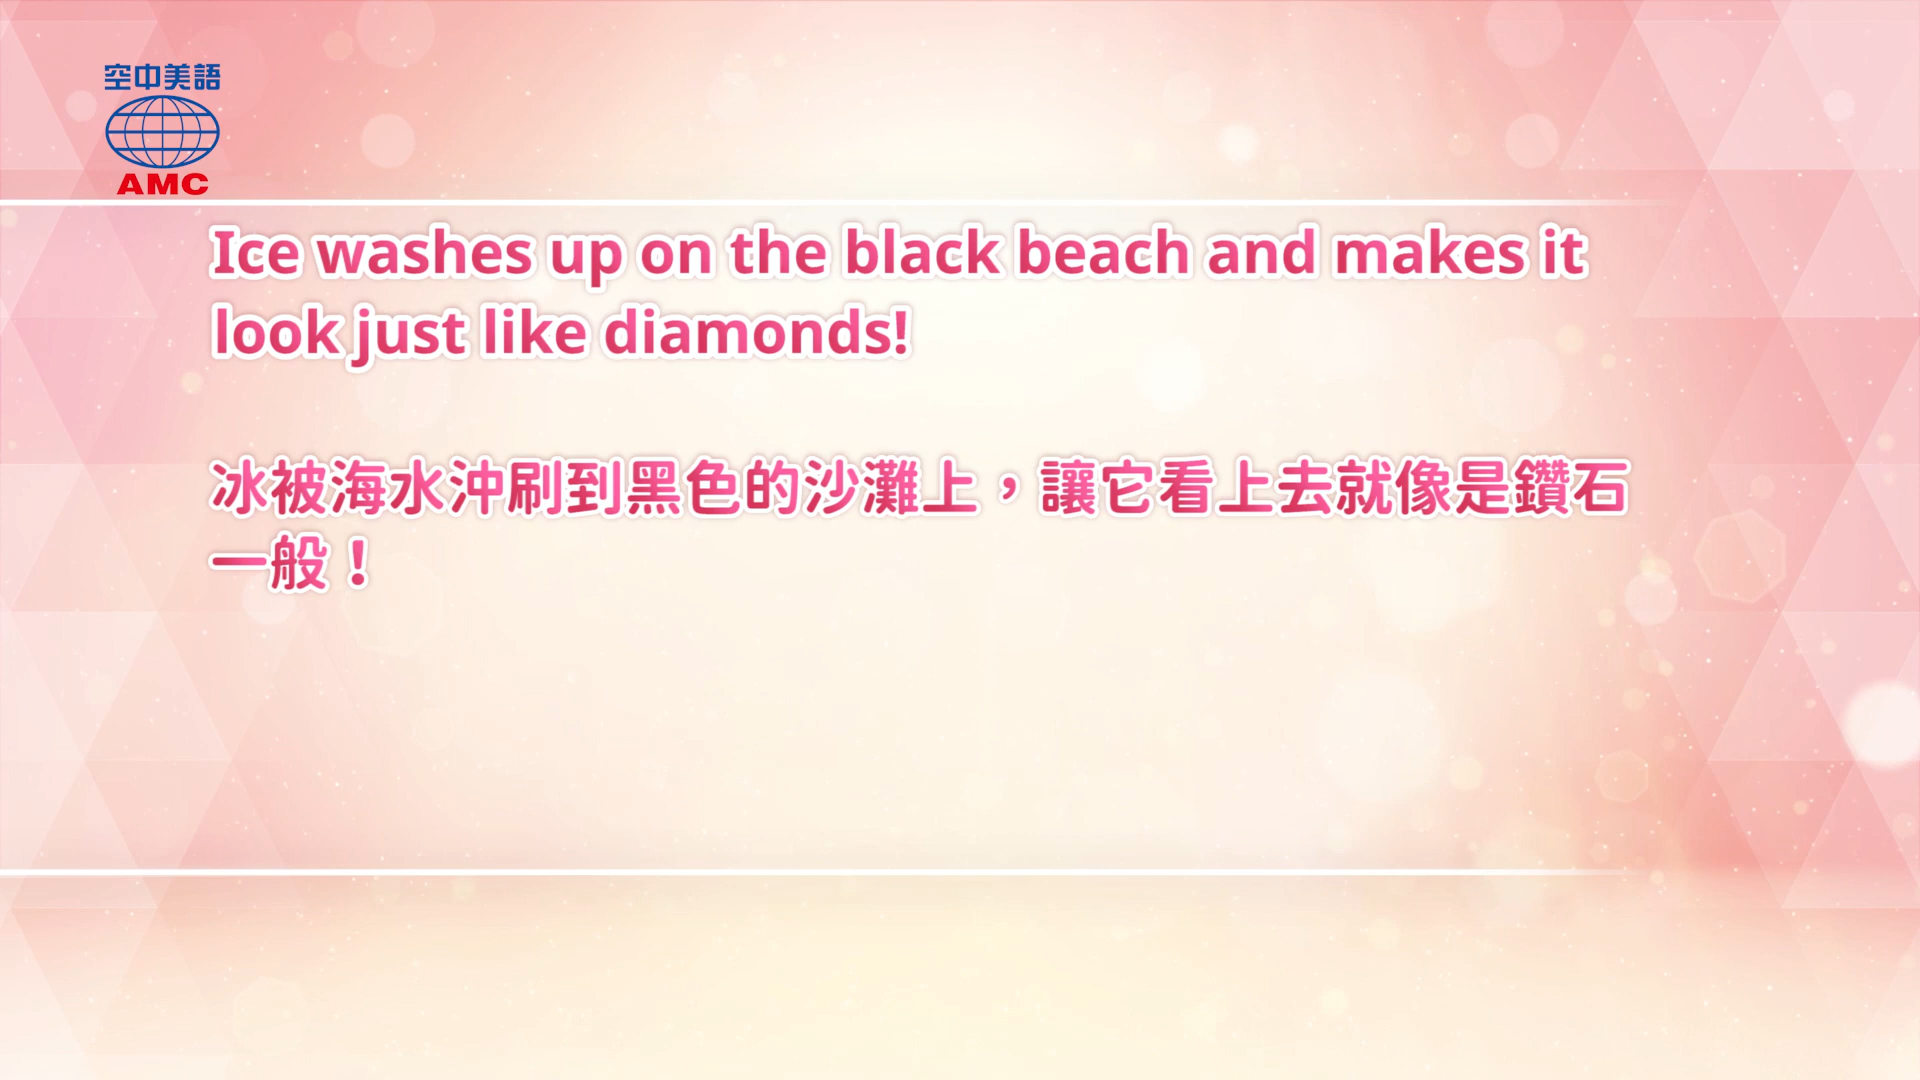 空中美語
AMC
Ice washes up on the black beach and makes it
look just like diamonds!
冰被海水沖刷到黑色的沙灘上，讓它看上去就像是鑽石
一般！